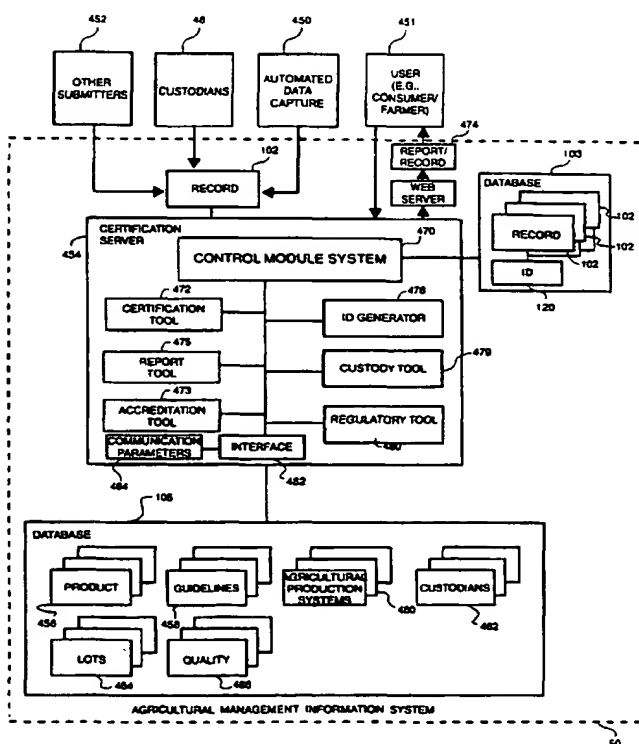 452
48
450
451
OTHER
SUBMITTERS
CUSTODIANS
AUTOMATED
DATA
CAPTURE
USER
(E.G.,
CONSUMER/
FARMER)
474
102
REPORT/
RECORD
103
RECORD
WEB
SERVER
DATABASE
102
RECORD
102
102
ID
120
CERTIFICATION
SERVER
454
470
CONTROL MODULE SYSTEM
472
CERTIFICATION
TOOL
476
ID GENERATOR
475
REPORT
TOOL
479
CUSTODY TOOL
473
ACCREDITATION
TOOL
REGULATORY TOOL
480
COMMUNICATION
PARAMETERS
INTERFACE
484
482
105
DATABASE
PRODUCT
GUIDELINES
AGRICULTURAL
PRODUCTION
SYSTEMS
CUSTODIANS
456
458
460
462
LOTS
QUALITY
464
466
AGRICULTURAL MANAGEMENT INFORMATION SYSTEM
50